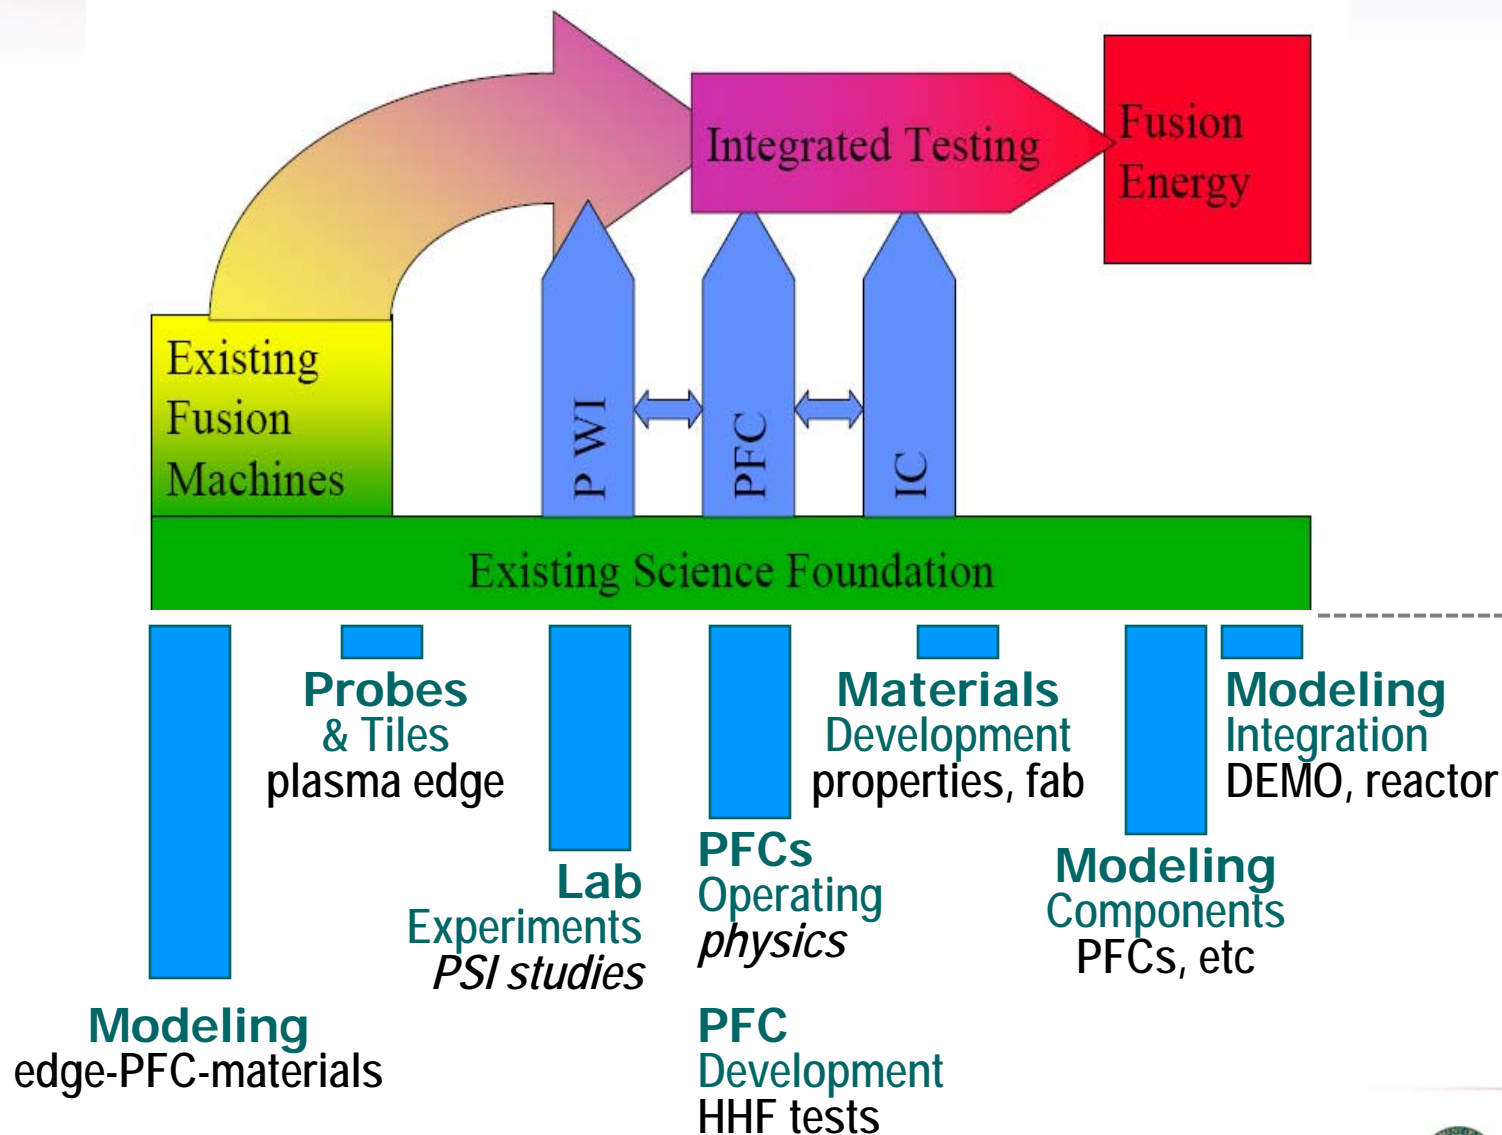 Fusion
Energy
Integrated Testing
Existing
Fusion
Machines
P WI
PFC
IC
Existing Science Foundation
Probes
& Tiles
plasma edge
Materials
Development
properties, fab
Modeling
Integration
DEMO, reactor
Lab
Experiments
PSI studies
PFCs
Operating
physics
Modeling
Components
PFCs, etc
Modeling
edge-PFC-materials
PFC
Development
HHF tests